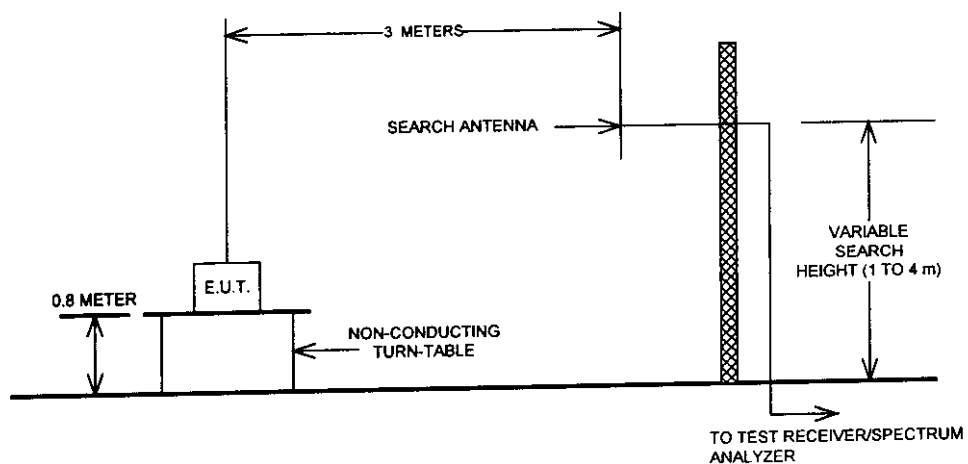 3 METERS
SEARCH ANTENNA
VARIABLE
SEARCH
HEIGHT (1 TO 4 m)
E.U.T.
0.8 METER
NON-CONDUCTING
TURN-TABLE
TO TEST RECEIVER/SPECTRUM
ANALYZER